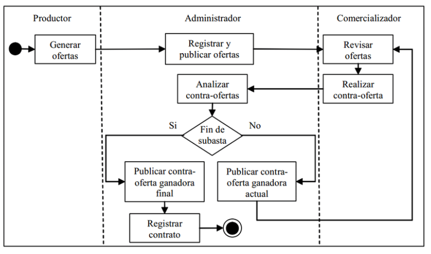 Productor
Administrador
Comercializador
Generar
ofertas
Registrar y
publicar ofertas
Revisar
ofertas
Analizar
contra-ofertas
Realizar
contra-oferta
Si
Fin de
subasta
No
Publicar contra-
oferta ganadora
final
Publicar contra-
oferta ganadora
actual
Registrar
contrato